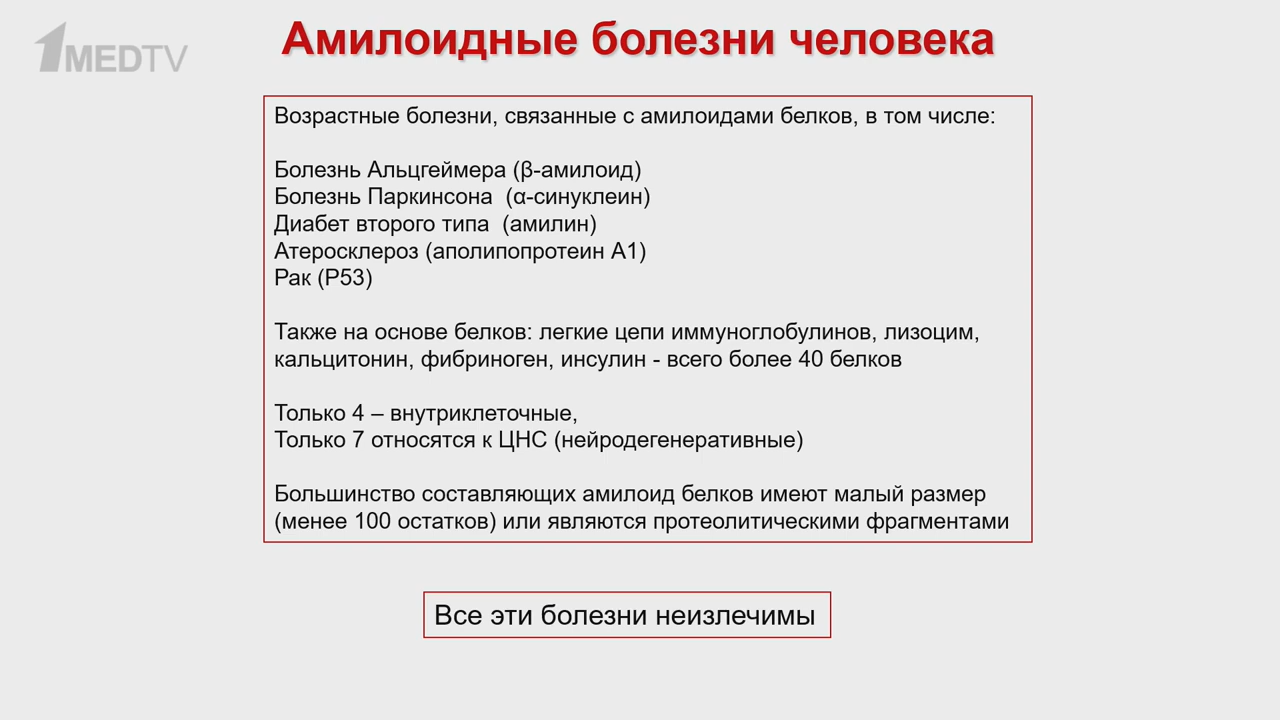 1MEDTV
Амилоидные болезни человека
Возрастные болезни, связанные с амилоидами белков, в том числе:
Болезнь Альцгеймера (β-амилоид)
Болезнь Паркинсона (α-синуклеин)
Диабет второго типа (амилин)
Атеросклероз (аполипопротеин А1)
Рак (Р53)
Также на основе белков: легкие цепи иммуноглобулинов, лизоцим,
кальцитонин, фибриноген, инсулин - всего более 40 белков
Только 4 – внутриклеточные,
Только 7 относятся к ЦНС (нейродегенеративные)
Большинство составляющих амилоид белков имеют малый размер
(менее 100 остатков) или являются протеолитическими фрагментами
Все эти болезни неизлечимы